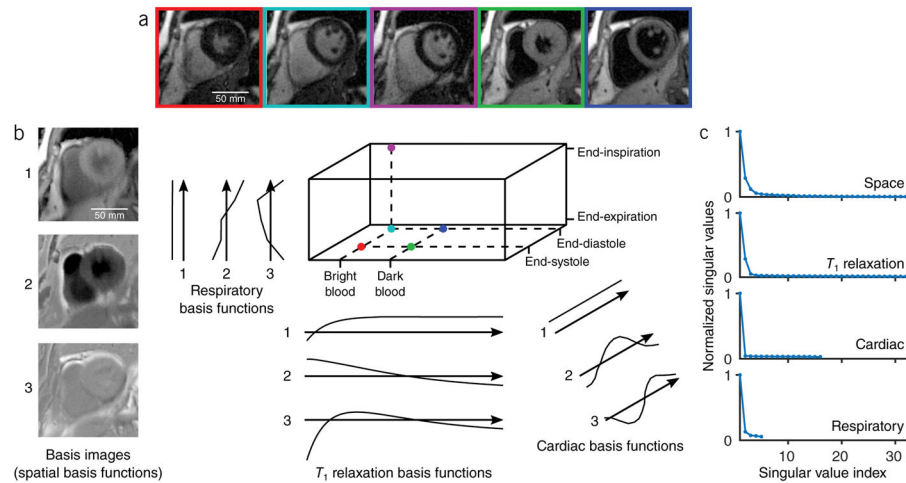 a
50 mm
b
1
50 mm
2
3
Basis images
(spatial basis functions)
1 2 3
Respiratory
basis functions
End-inspiration
End-expiration
End-diastole
End-systole
Bright
blood
Dark
blood
1
2
3
T1 relaxation basis functions
1
2
3
Cardiac basis functions
c
Normalized singular values
1
0
Space
1
0
T1 relaxation
1
0
Cardiac
1
0
Respiratory
0 10 20 30
Singular value index